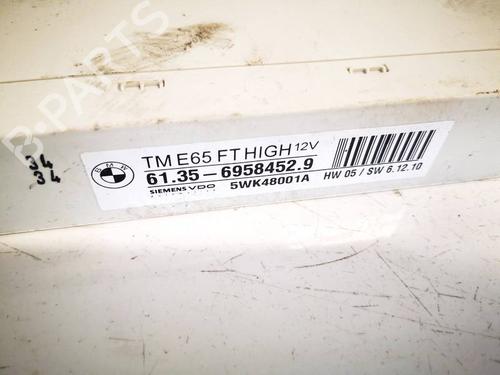 B-PARTS
BMW
TM E65 FT HIGH 12V
61.35 - 6958452.9
SIEMENS VDO 5WK48001A HW 05 / SW 6.12.10
34
34